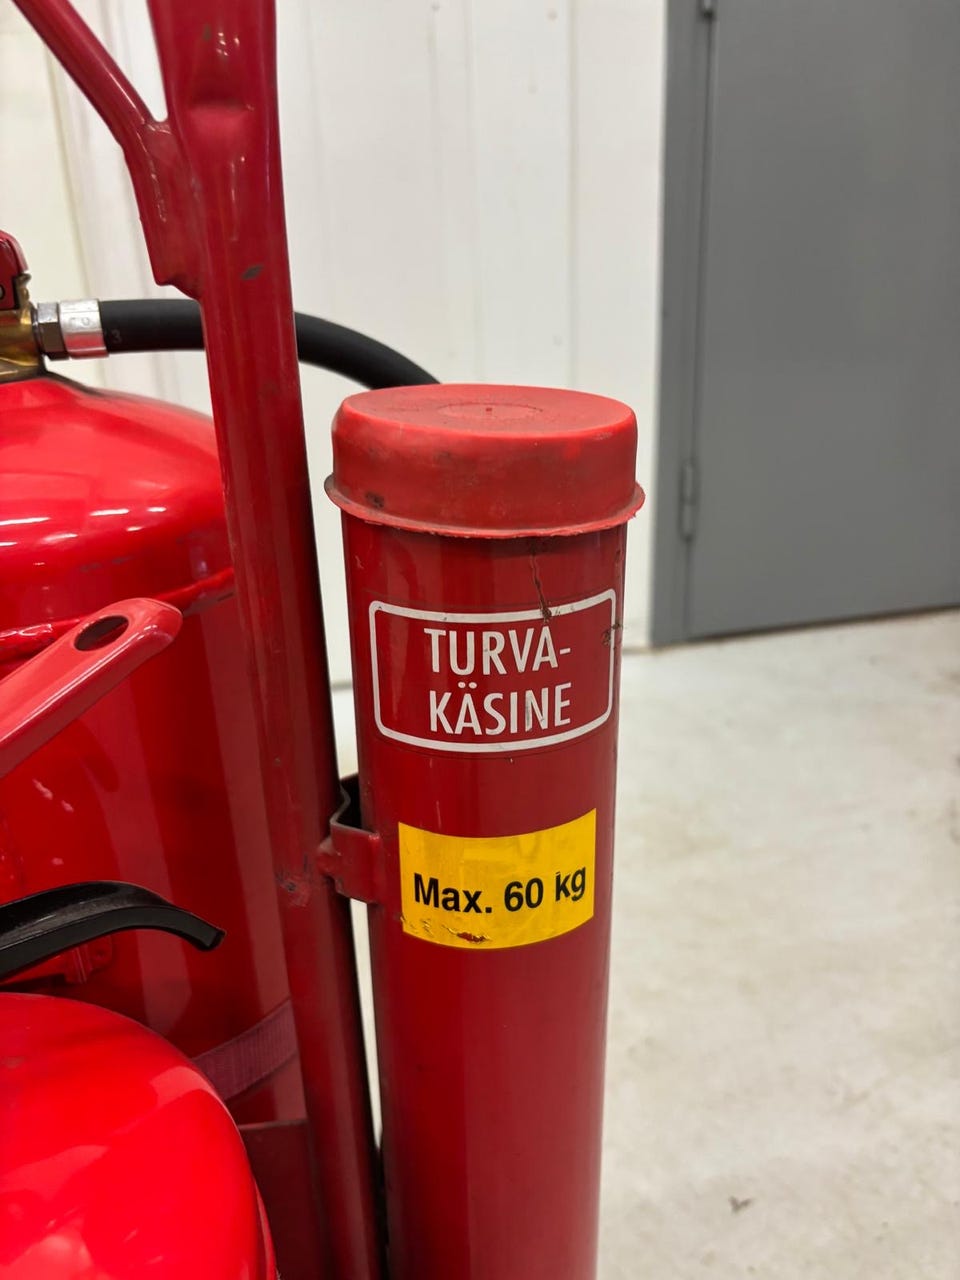 TURVA-
KÄSINE
Max. 60 kg